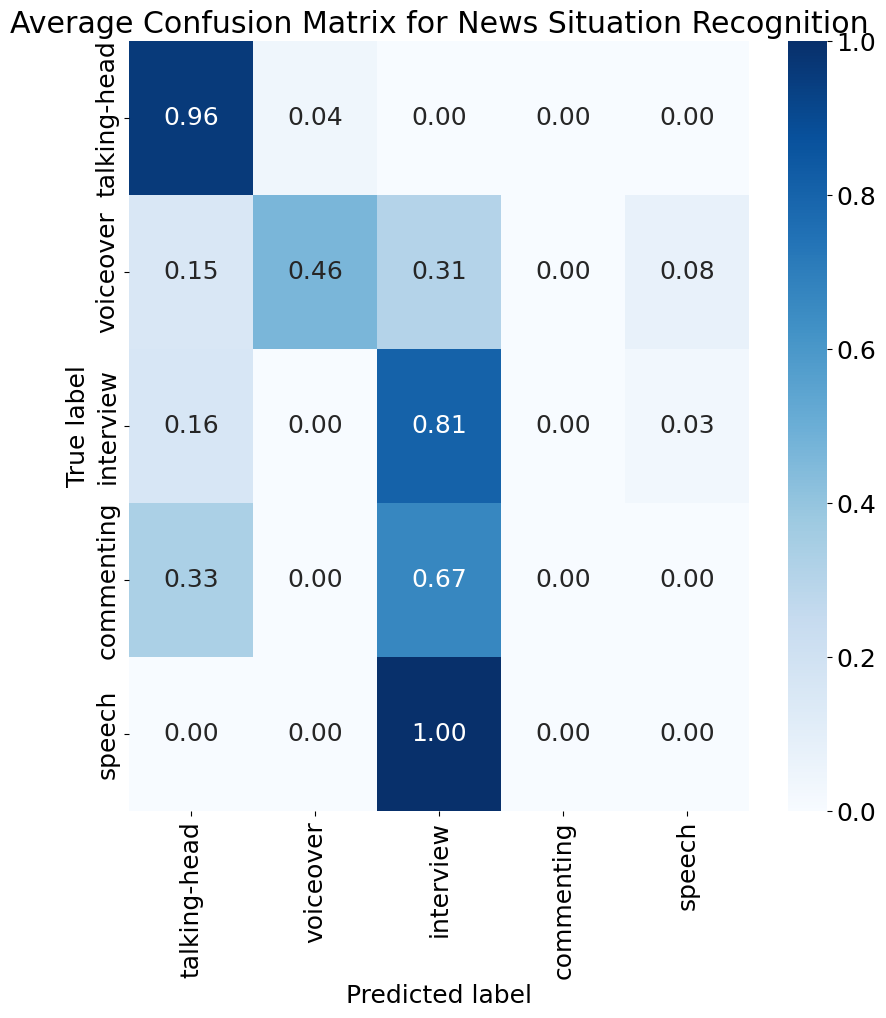 Average Confusion Matrix for News Situation Recognition
True label
talking-head
0.96 0.04 0.00 0.00 0.00
voiceover
0.15 0.46 0.31 0.00 0.08
interview
0.16 0.00 0.81 0.00 0.03
commenting
0.33 0.00 0.67 0.00 0.00
speech
0.00 0.00 1.00 0.00 0.00
talking-head
voiceover
interview
commenting
speech
Predicted label
1.0
0.8
0.6
0.4
0.2
0.0